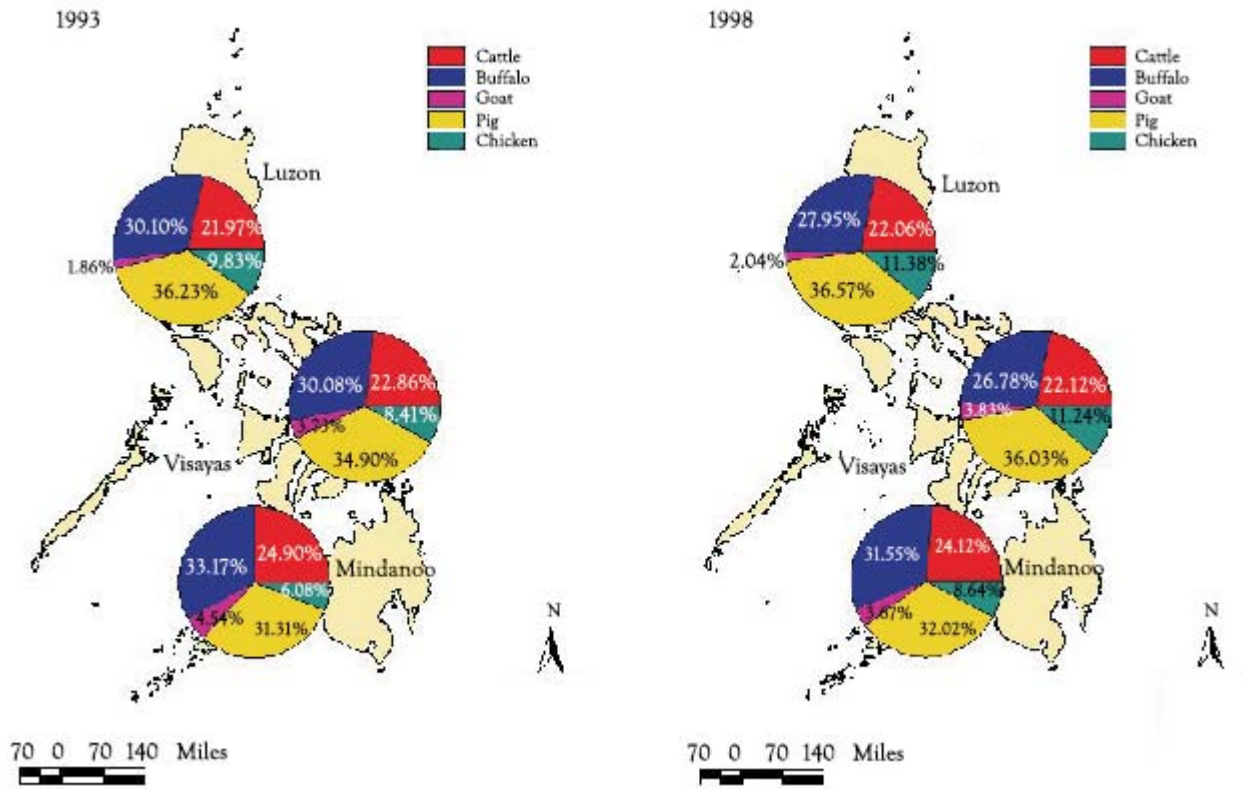 1993
Cattle
Buffalo
Goat
Pig
Chicken
Luzon
30.10%
21.97%
1.86%
9.83%
36.23%
30.08%
22.86%
3.73%
8.41%
34.90%
Visayas
33.17%
24.90%
Mindanoo
6.08%
4.54%
31.31%
N
70 0 70 140 Miles
1998
Cattle
Buffalo
Goat
Pig
Chicken
Luzon
27.95%
22.06%
2.04%
11.38%
36.57%
26.78%
22.12%
3.83%
11.24%
36.03%
Visayas
31.55%
24.12%
Mindanoo
8.64%
3.67%
32.02%
N
70 0 70 140 Miles